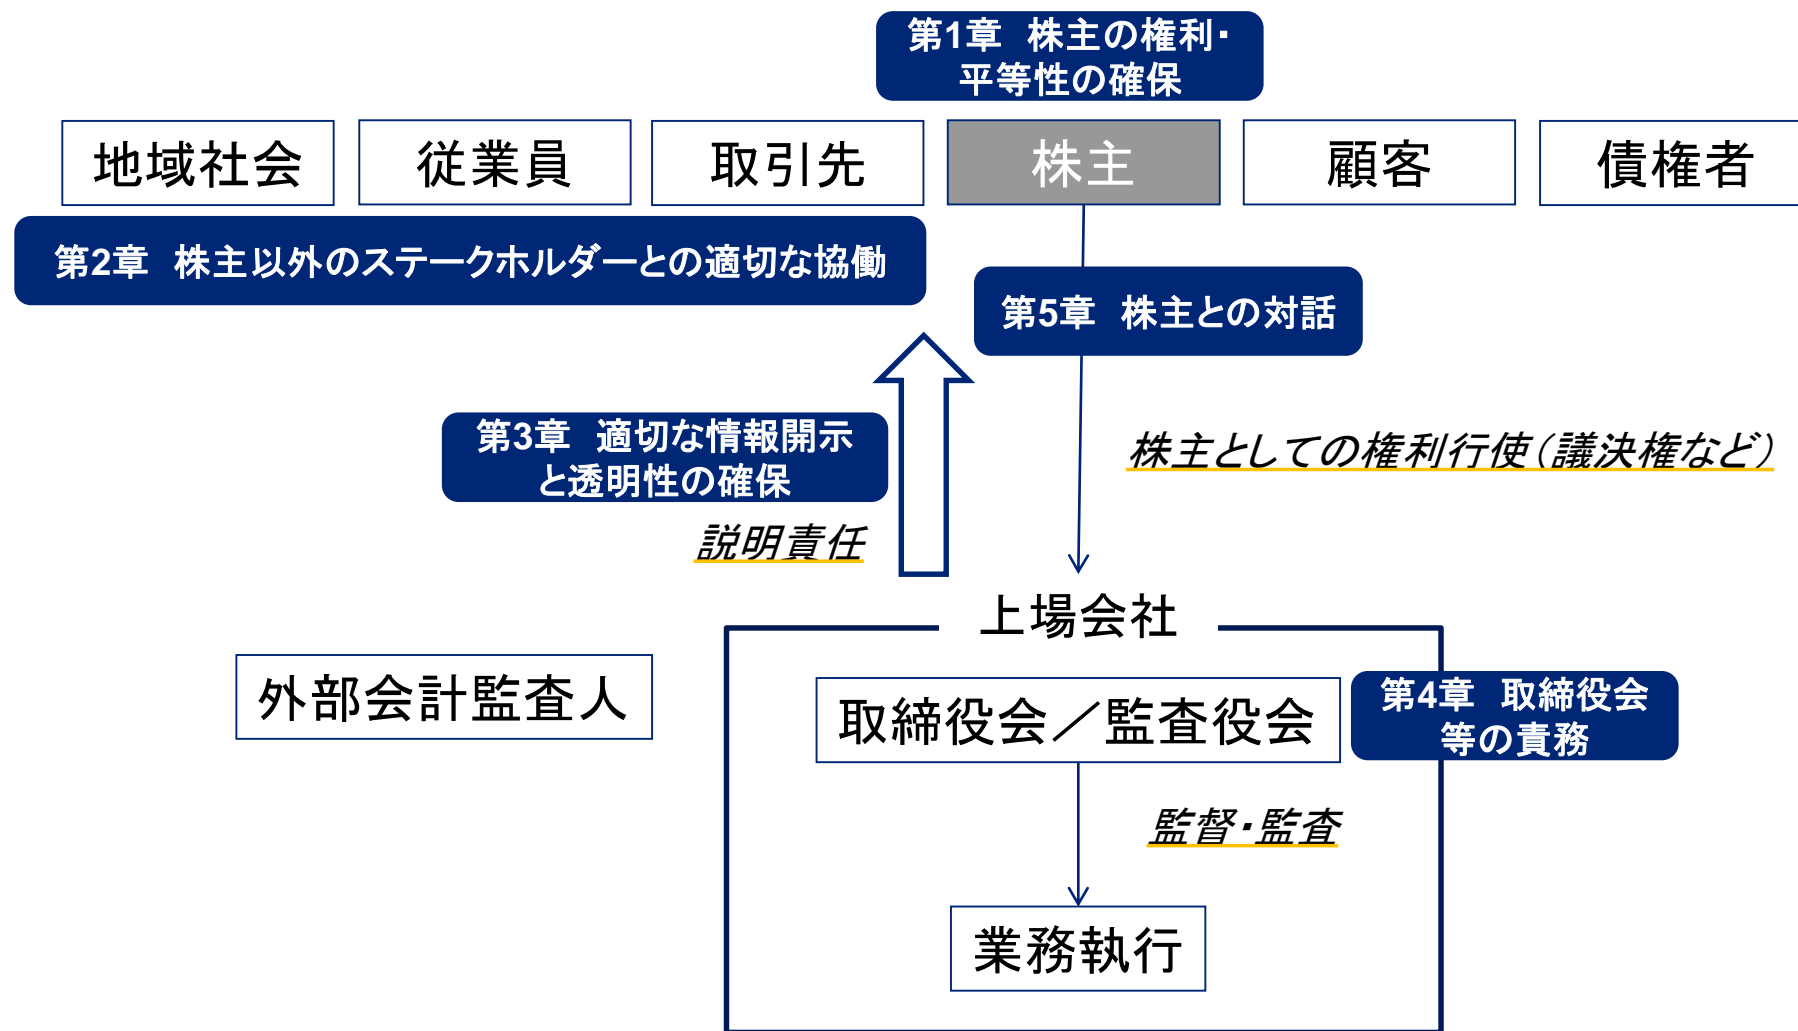 第1章　株主の権利・
平等性の確保
地域社会
従業員
取引先
株主
顧客
債権者
第2章　株主以外のステークホルダーとの適切な協働
第5章　株主との対話
第3章　適切な情報開示
と透明性の確保
株主としての権利行使（議決権など）
説明責任
上場会社
外部会計監査人
取締役会／監査役会
第4章　取締役会
等の責務
監督・監査
業務執行